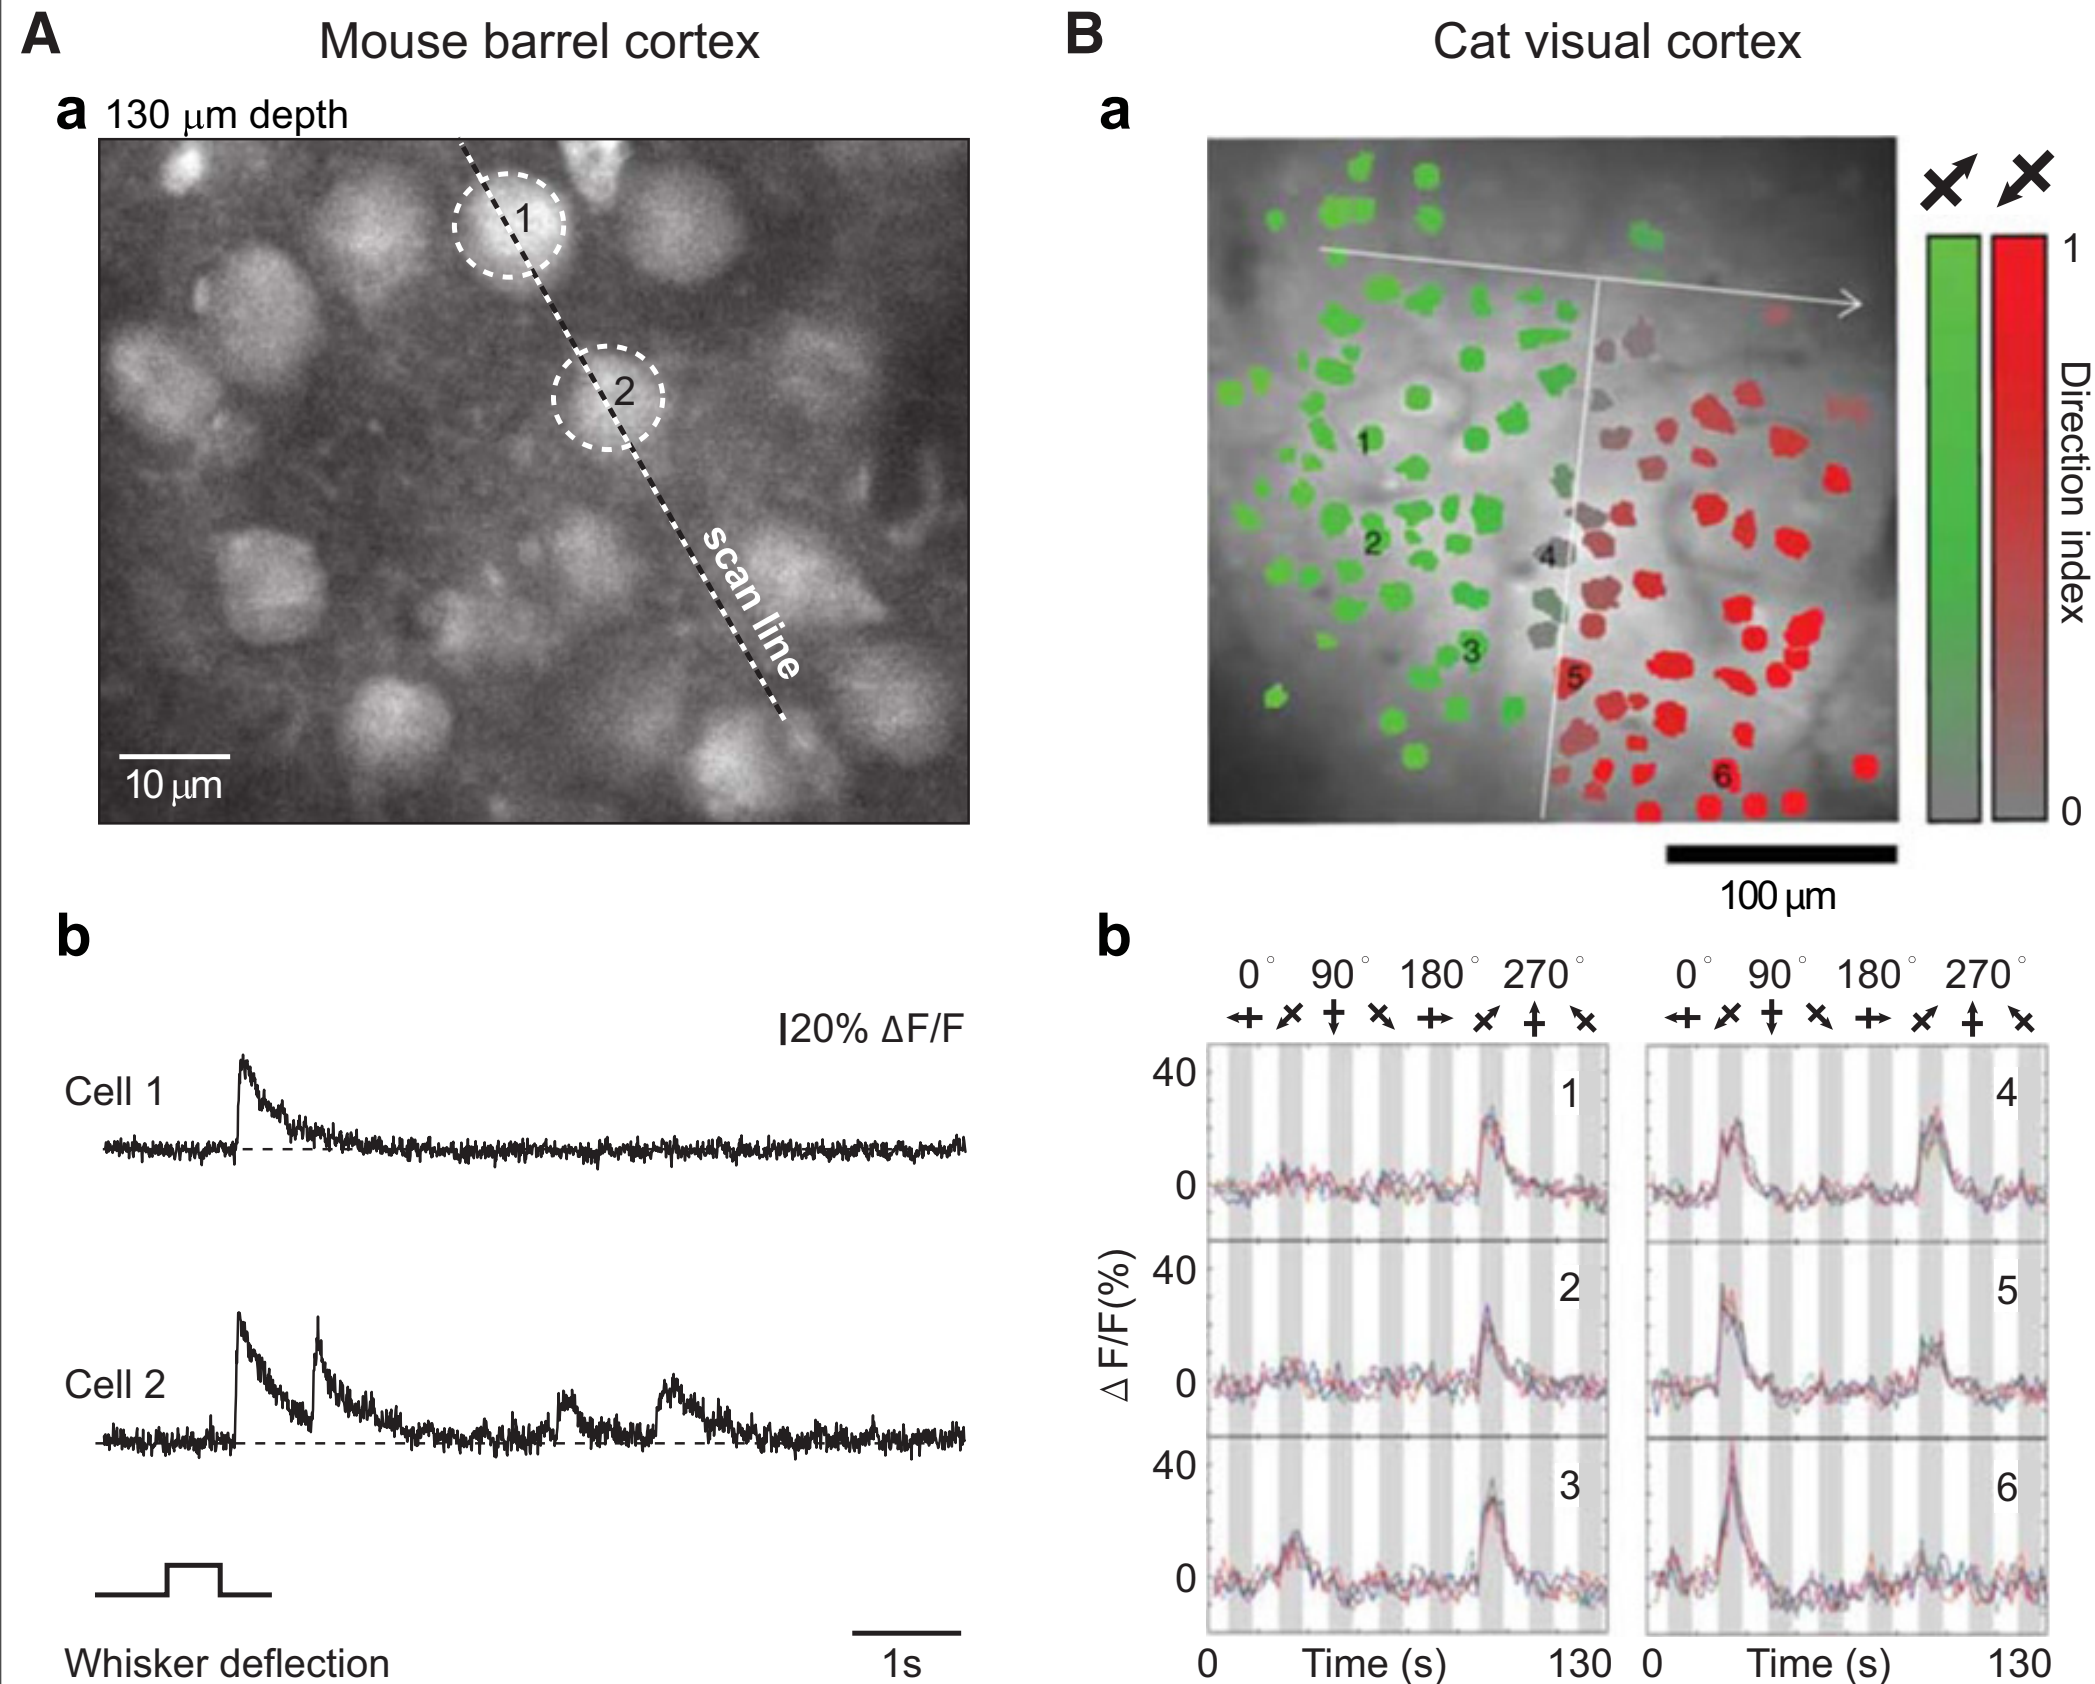 A
Mouse barrel cortex
a 130 μm depth
1
2
scan line
10 μm
b
20% ΔF/F
Cell 1
Cell 2
Whisker deflection
1s
B
Cat visual cortex
a
1
2
3
4
5
6
1
Direction index
0
100 μm
b
0° 90° 180° 270° 0° 90° 180° 270°
40
0
1
4
40
0
2
5
40
0
3
6
Δ F/F(%)
0 Time (s) 130 0 Time (s) 130